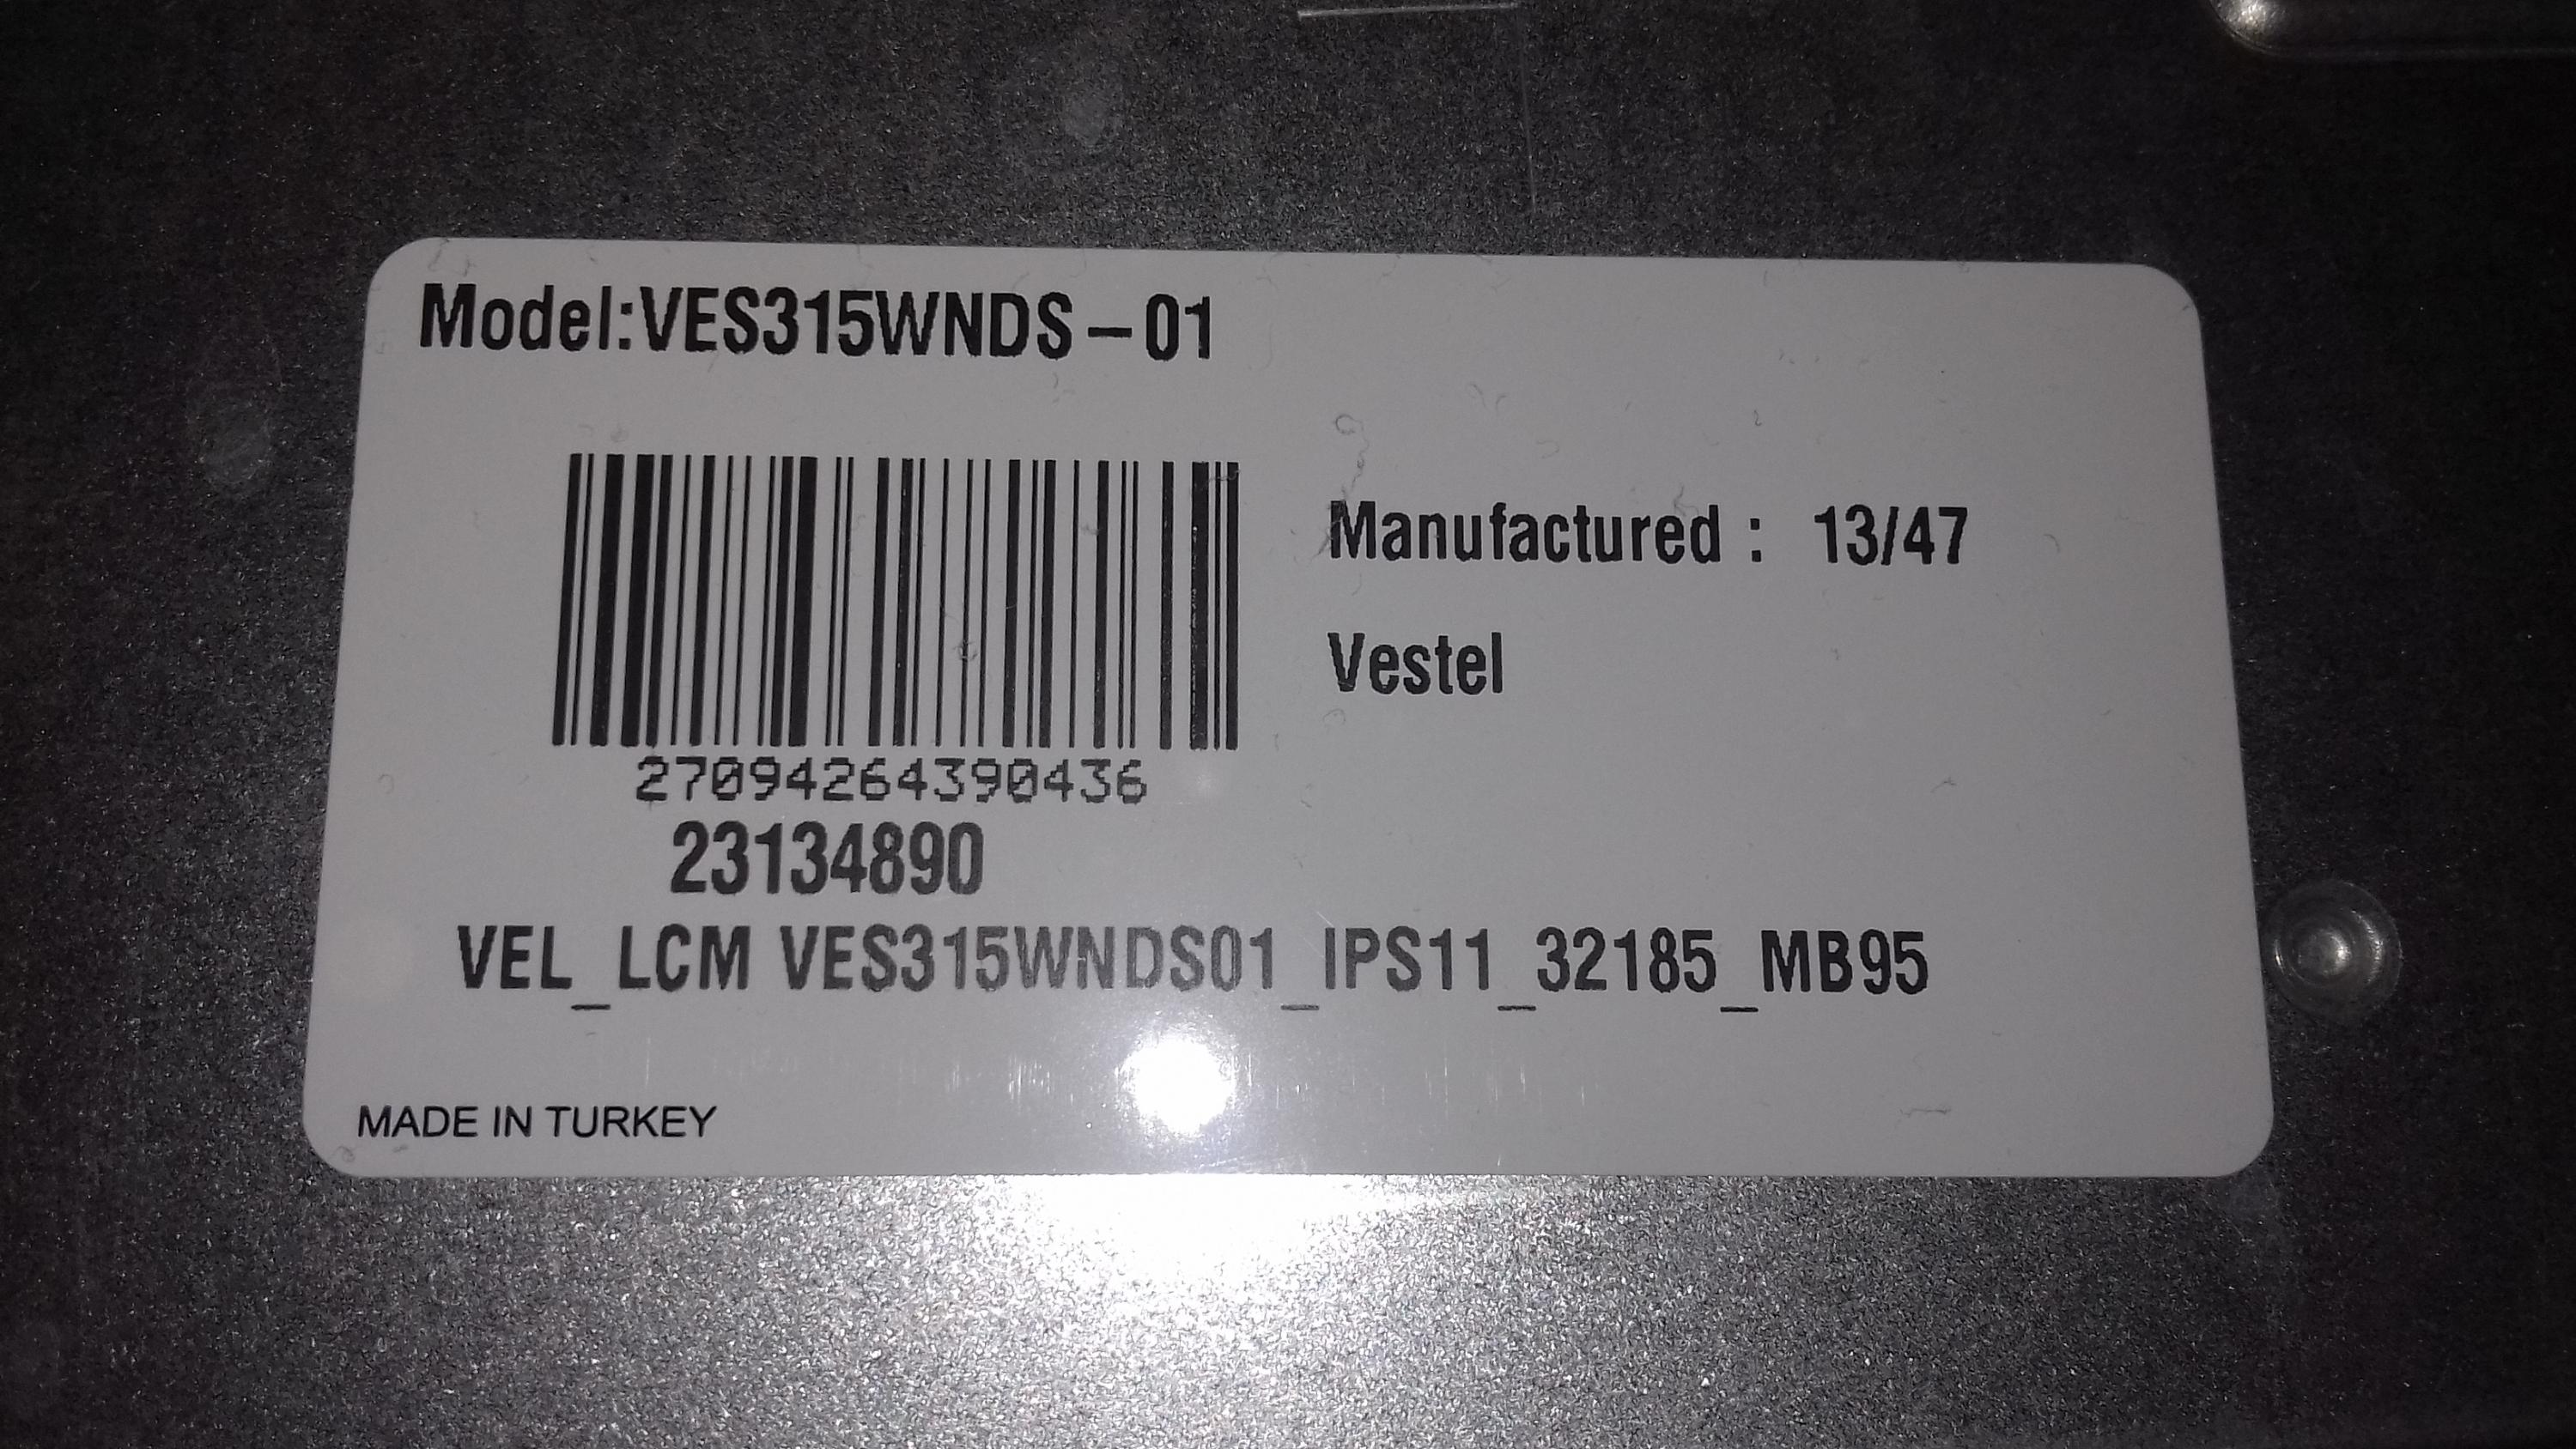 Model:VES315WNDS-01
Manufactured : 13/47
Vestel
27094264390436
23134890
VEL_LCM VES315WNDS01_IPS11_32185_MB95
MADE IN TURKEY